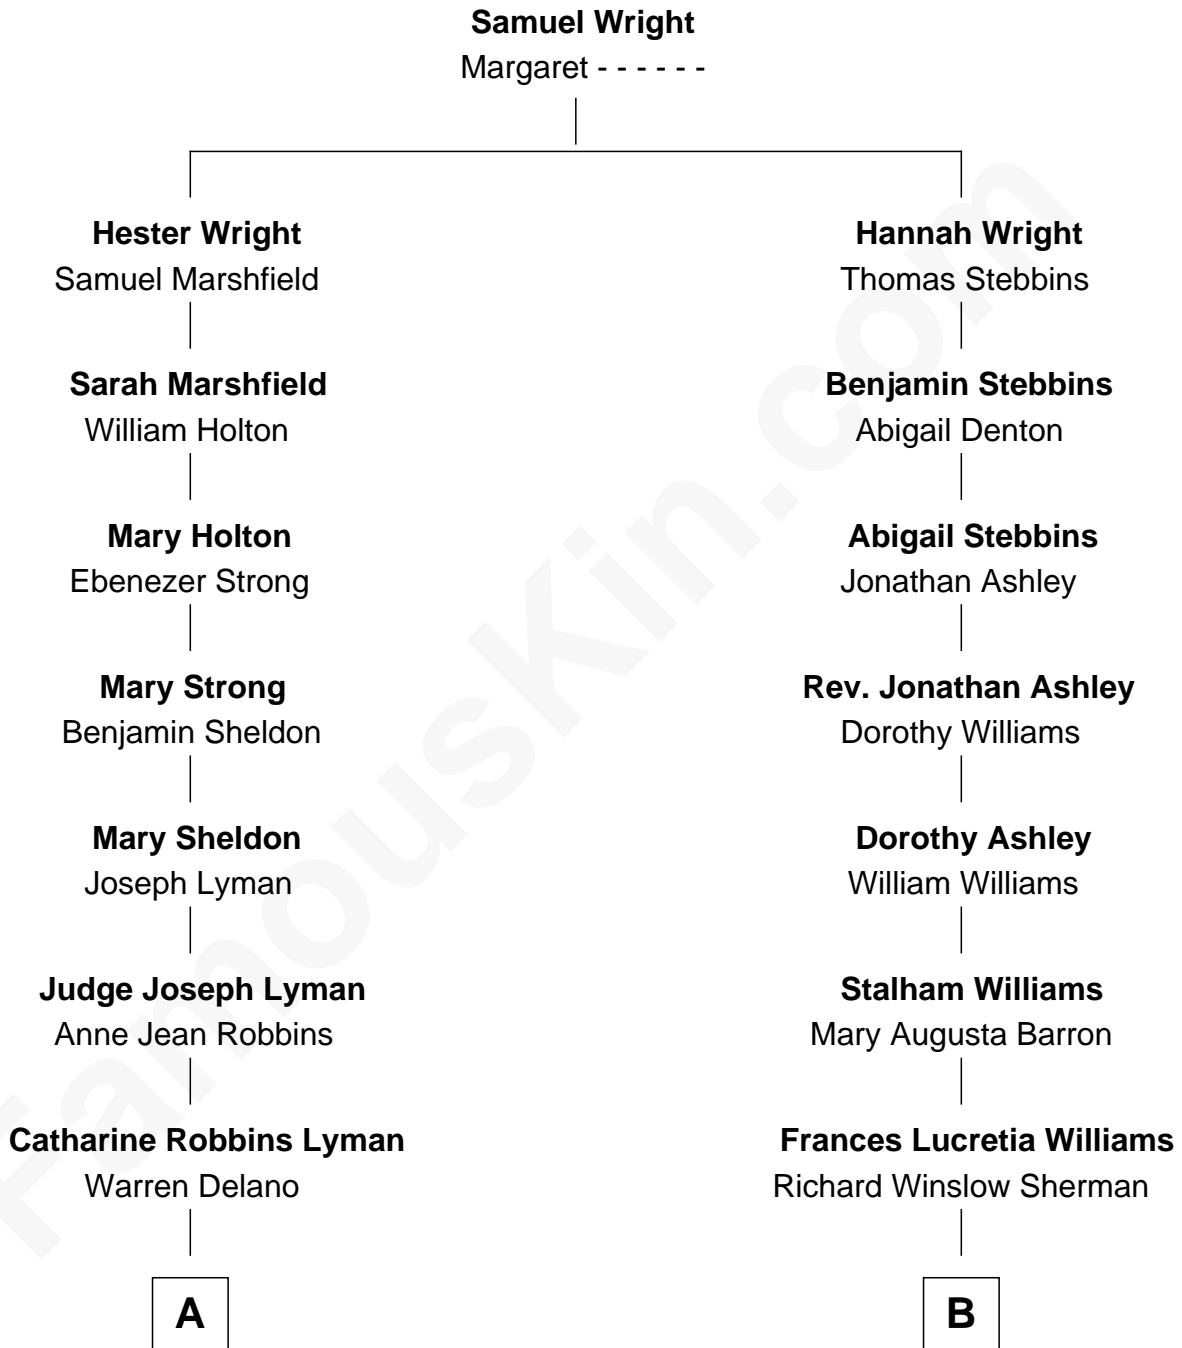 Samuel Wright
Margaret - - - - - -
Hester Wright
Samuel Marshfield
Sarah Marshfield
William Holton
Mary Holton
Ebenezer Strong
Mary Strong
Benjamin Sheldon
Mary Sheldon
Joseph Lyman
Judge Joseph Lyman
Anne Jean Robbins
Catharine Robbins Lyman
Warren Delano
A
Hannah Wright
Thomas Stebbins
Benjamin Stebbins
Abigail Denton
Abigail Stebbins
Jonathan Ashley
Rev. Jonathan Ashley
Dorothy Williams
Dorothy Ashley
William Williams
Stalham Williams
Mary Augusta Barron
Frances Lucretia Williams
Richard Winslow Sherman
B
FamousKin.com